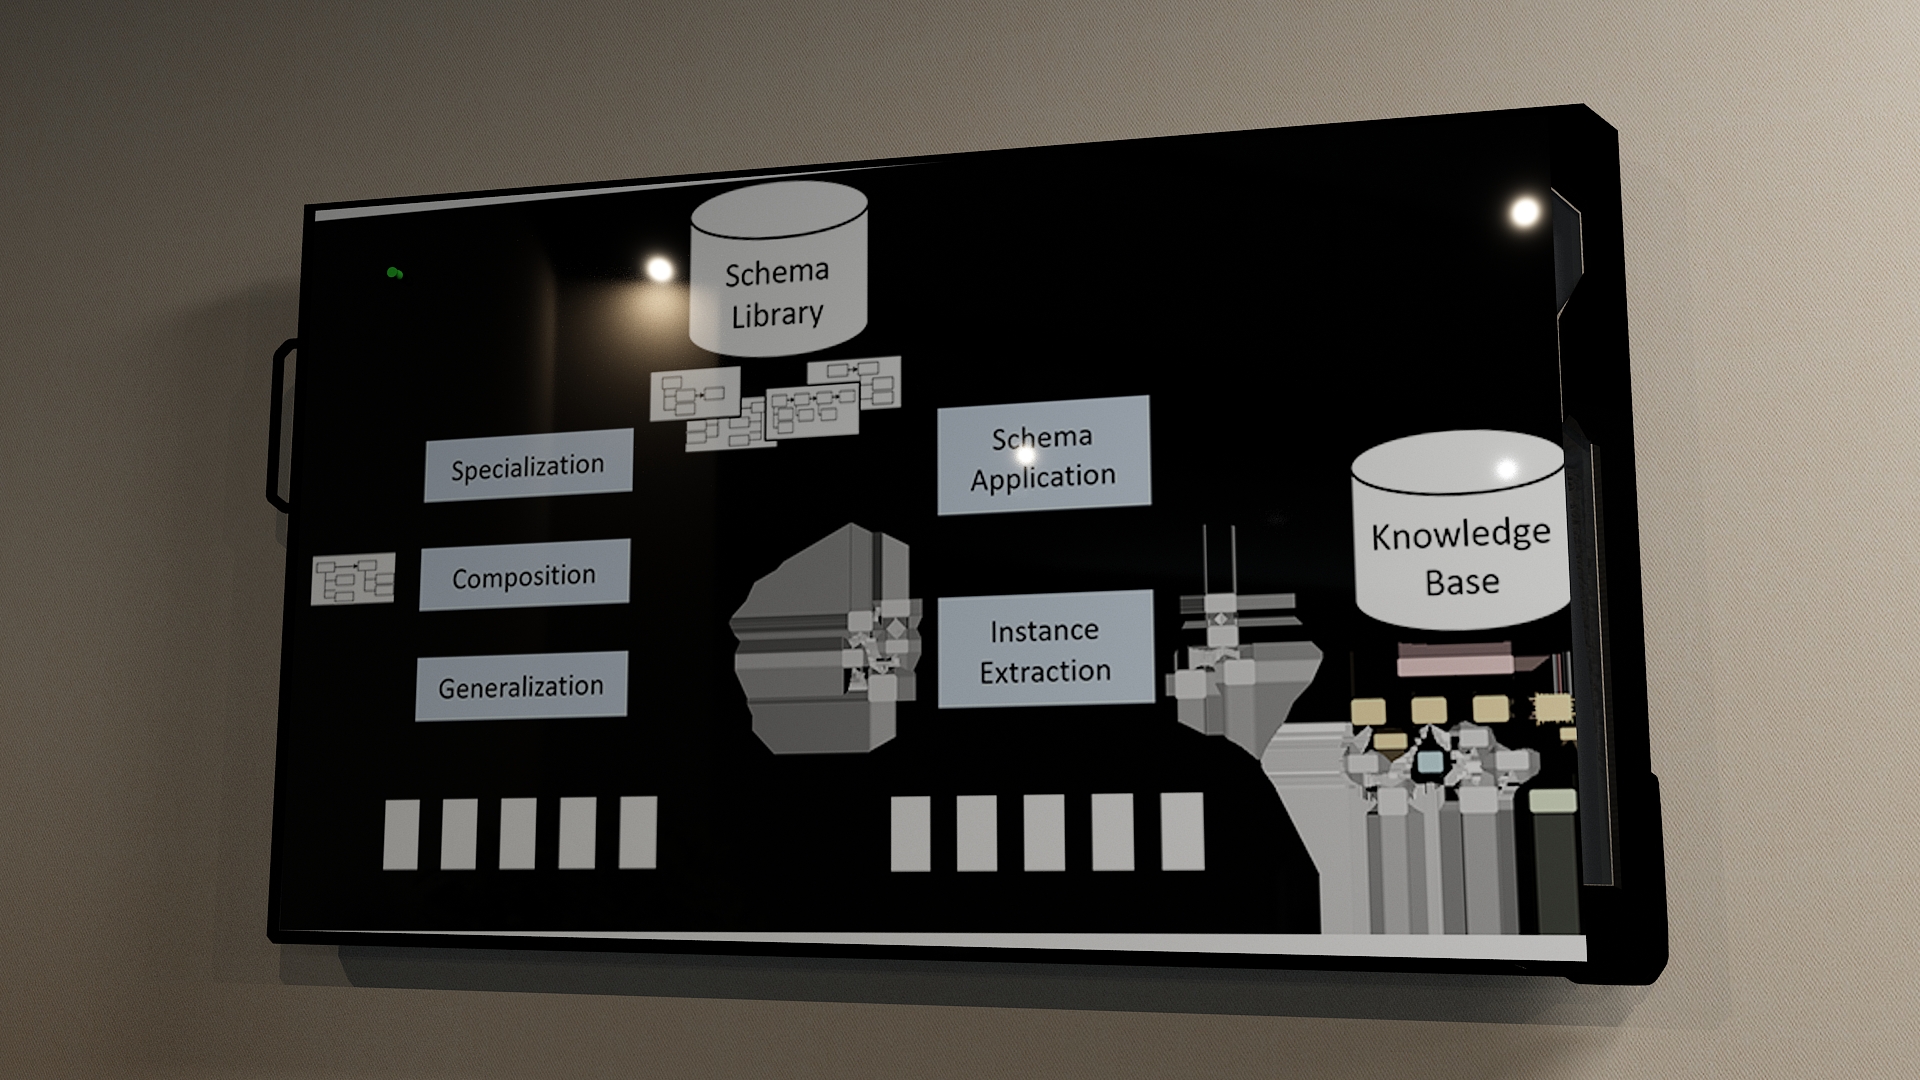 Schema
Library
Specialization
Composition
Generalization
Schema
Application
Instance
Extraction
Knowledge
Base